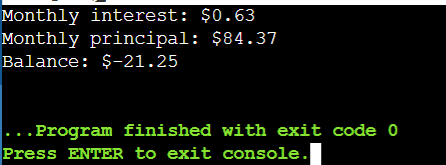 Monthly interest: $0.63
Monthly principal: $84.37
Balance: $-21.25
...Program finished with exit code 0
Press ENTER to exit console.